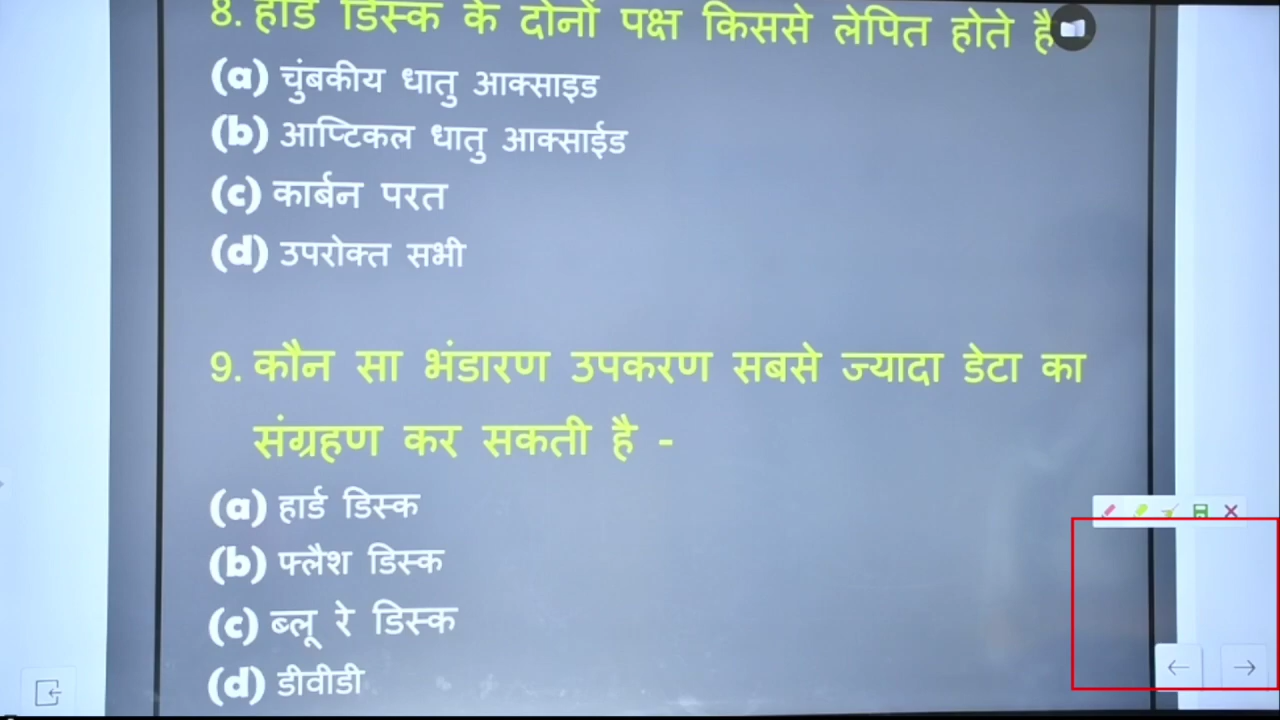 8. हार्ड डिस्क के दोनों पक्ष किससे लेपित होते है
(a) चुंबकीय धातु आक्साइड
(b) आप्टिकल धातु आक्साईड
(c) कार्बन परत
(d) उपरोक्त सभी
9. कौन सा भंडारण उपकरण सबसे ज्यादा डेटा का
संग्रहण कर सकती है -
(a) हार्ड डिस्क
(b) फ्लैश डिस्क
(c) ब्लू रे डिस्क
(d) डीवीडी